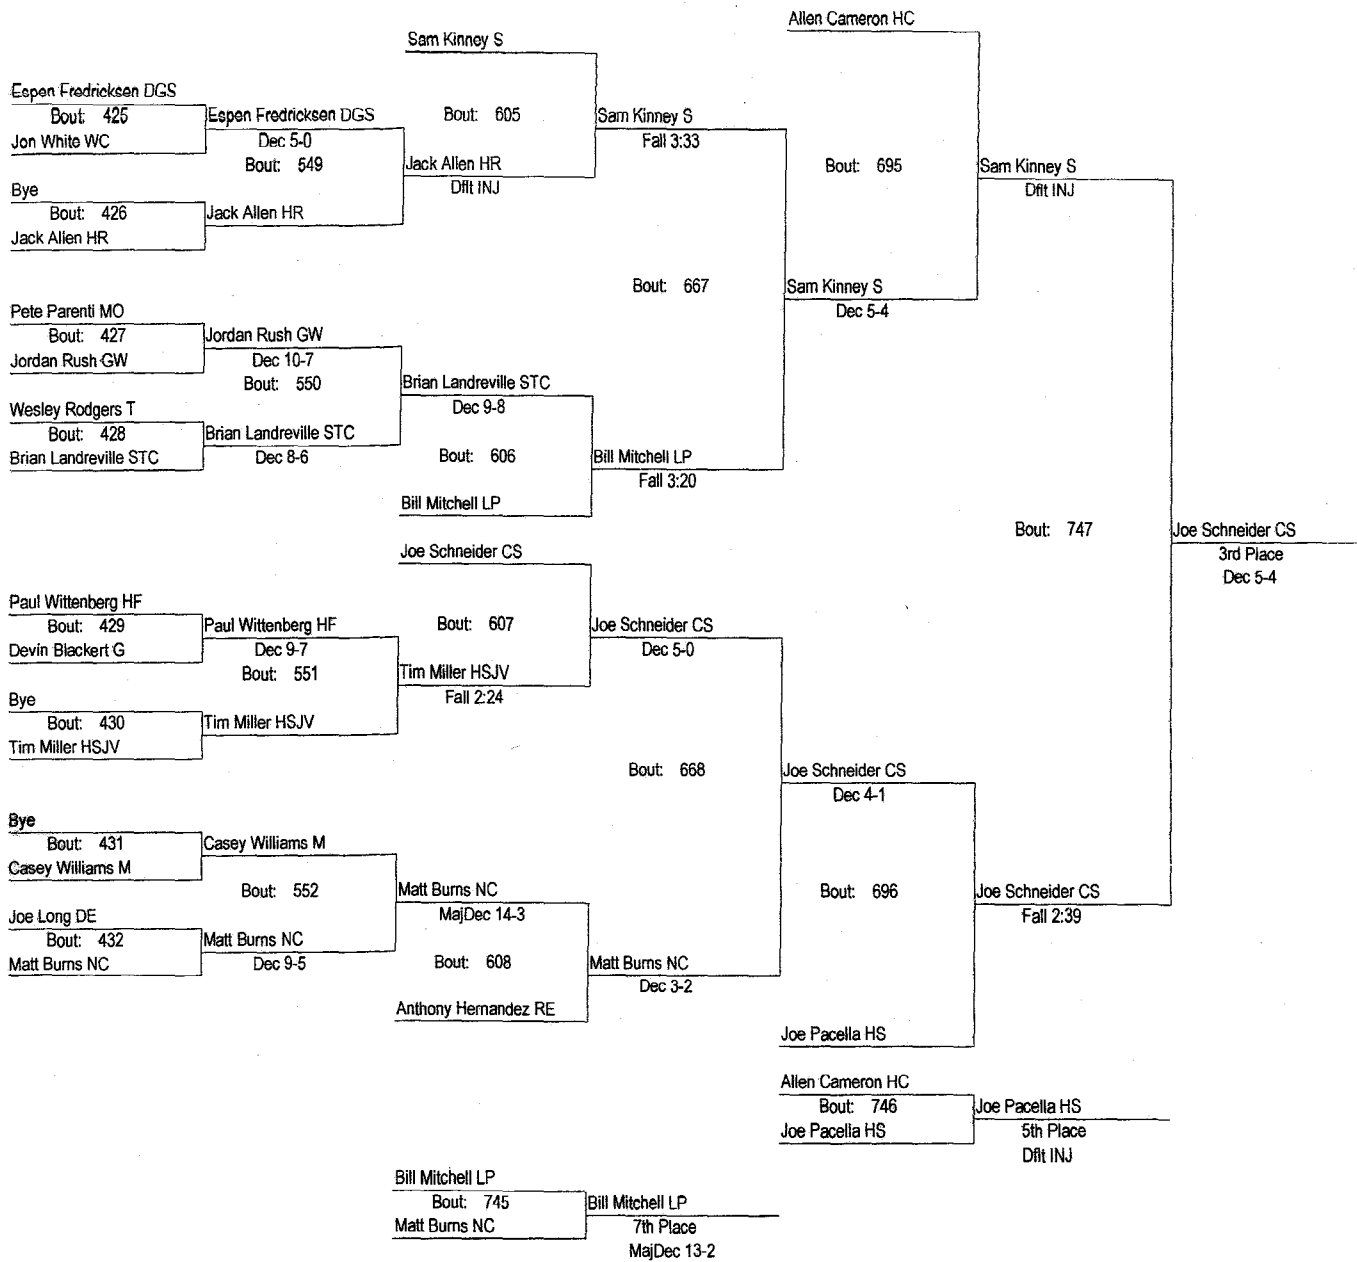 Allen Cameron HC
Sam Kinney S
Espen Fredricksen DGS
Bout: 425
Jon White WC
Espen Fredricksen DGS
Dec 5-0
Bout: 549
Bout: 605
Sam Kinney S
Fall 3:33
Jack Allen HR
Dflt INJ
Bout: 695
Sam Kinney S
Dflt INJ
Bye
Bout: 426
Jack Allen HR
Jack Allen HR
Bout: 667
Sam Kinney S
Dec 5-4
Pete Parenti MO
Bout: 427
Jordan Rush GW
Jordan Rush GW
Dec 10-7
Bout: 550
Brian Landreville STC
Dec 9-8
Wesley Rodgers T
Bout: 428
Brian Landreville STC
Brian Landreville STC
Dec 8-6
Bout: 606
Bill Mitchell LP
Fall 3:20
Bill Mitchell LP
Bout: 747
Joe Schneider CS
3rd Place
Dec 5-4
Joe Schneider CS
Paul Wittenberg HF
Bout: 429
Devin Blackert G
Paul Wittenberg HF
Dec 9-7
Bout: 551
Bout: 607
Joe Schneider CS
Dec 5-0
Tim Miller HSJV
Fall 2:24
Bye
Bout: 430
Tim Miller HSJV
Tim Miller HSJV
Bout: 668
Joe Schneider CS
Dec 4-1
Bye
Bout: 431
Casey Williams M
Casey Williams M
Bout: 552
Matt Burns NC
MajDec 14-3
Bout: 696
Joe Schneider CS
Fall 2:39
Joe Long DE
Bout: 432
Matt Burns NC
Matt Burns NC
Dec 9-5
Bout: 608
Matt Burns NC
Dec 3-2
Anthony Hernandez RE
Joe Pacella HS
Allen Cameron HC
Bout: 746
Joe Pacella HS
Joe Pacella HS
5th Place
Dflt INJ
Bill Mitchell LP
Bout: 745
Matt Burns NC
Bill Mitchell LP
7th Place
MajDec 13-2